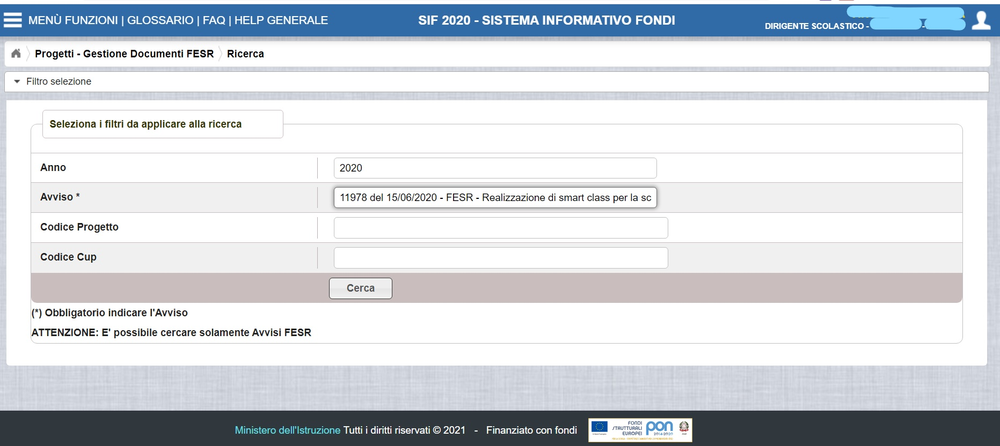 MENÙ FUNZIONI | GLOSSARIO | FAQ | HELP GENERALE
SIF 2020 - SISTEMA INFORMATIVO FONDI
DIRIGENTE SCOLASTICO -
Progetti - Gestione Documenti FESR
Ricerca
Filtro selezione
Seleziona i filtri da applicare alla ricerca
Anno
2020
Avviso *
11978 del 15/06/2020 - FESR - Realizzazione di smart class per la sc
Codice Progetto
Codice Cup
Cerca
(*) Obbligatorio indicare l'Avviso
ATTENZIONE: E' possibile cercare solamente Avvisi FESR
Ministero dell'Istruzione Tutti i diritti riservati © 2021 - Finanziato con fondi
FONDI
STRUTTURALI
EUROPEI
pon
2014-2020